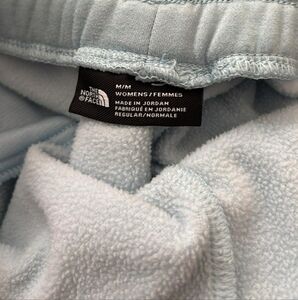 THE
NORTH
FACE
M/M
WOMENS/FEMMES
MADE IN JORDAN
FABRIQUÉ EN JORDANIE
REGULAR/NORMALE